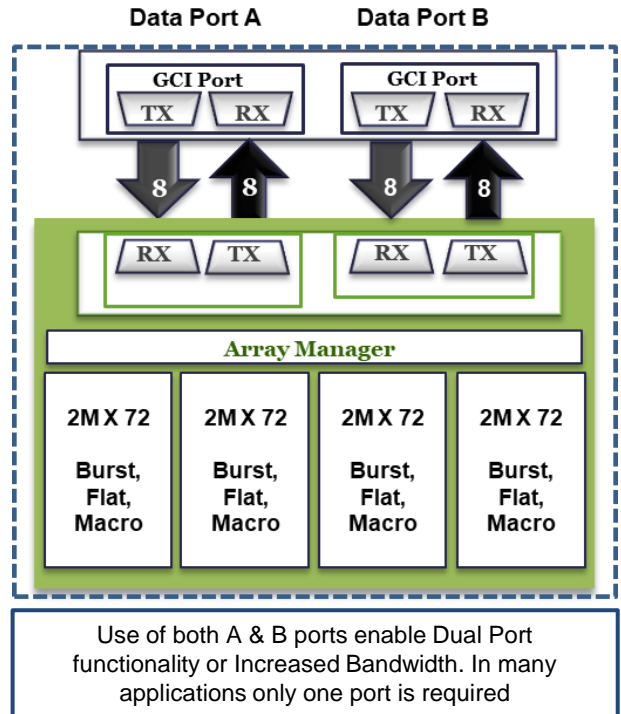 Data Port A Data Port B
GCI Port GCI Port
TX RX TX RX
8 8 8 8
RX TX RX TX
Array Manager
2M X 72 2M X 72 2M X 72 2M X 72
Burst, Burst, Burst, Burst,
Flat, Flat, Flat, Flat,
Macro Macro Macro Macro
Use of both A & B ports enable Dual Port
functionality or Increased Bandwidth. In many
applications only one port is required